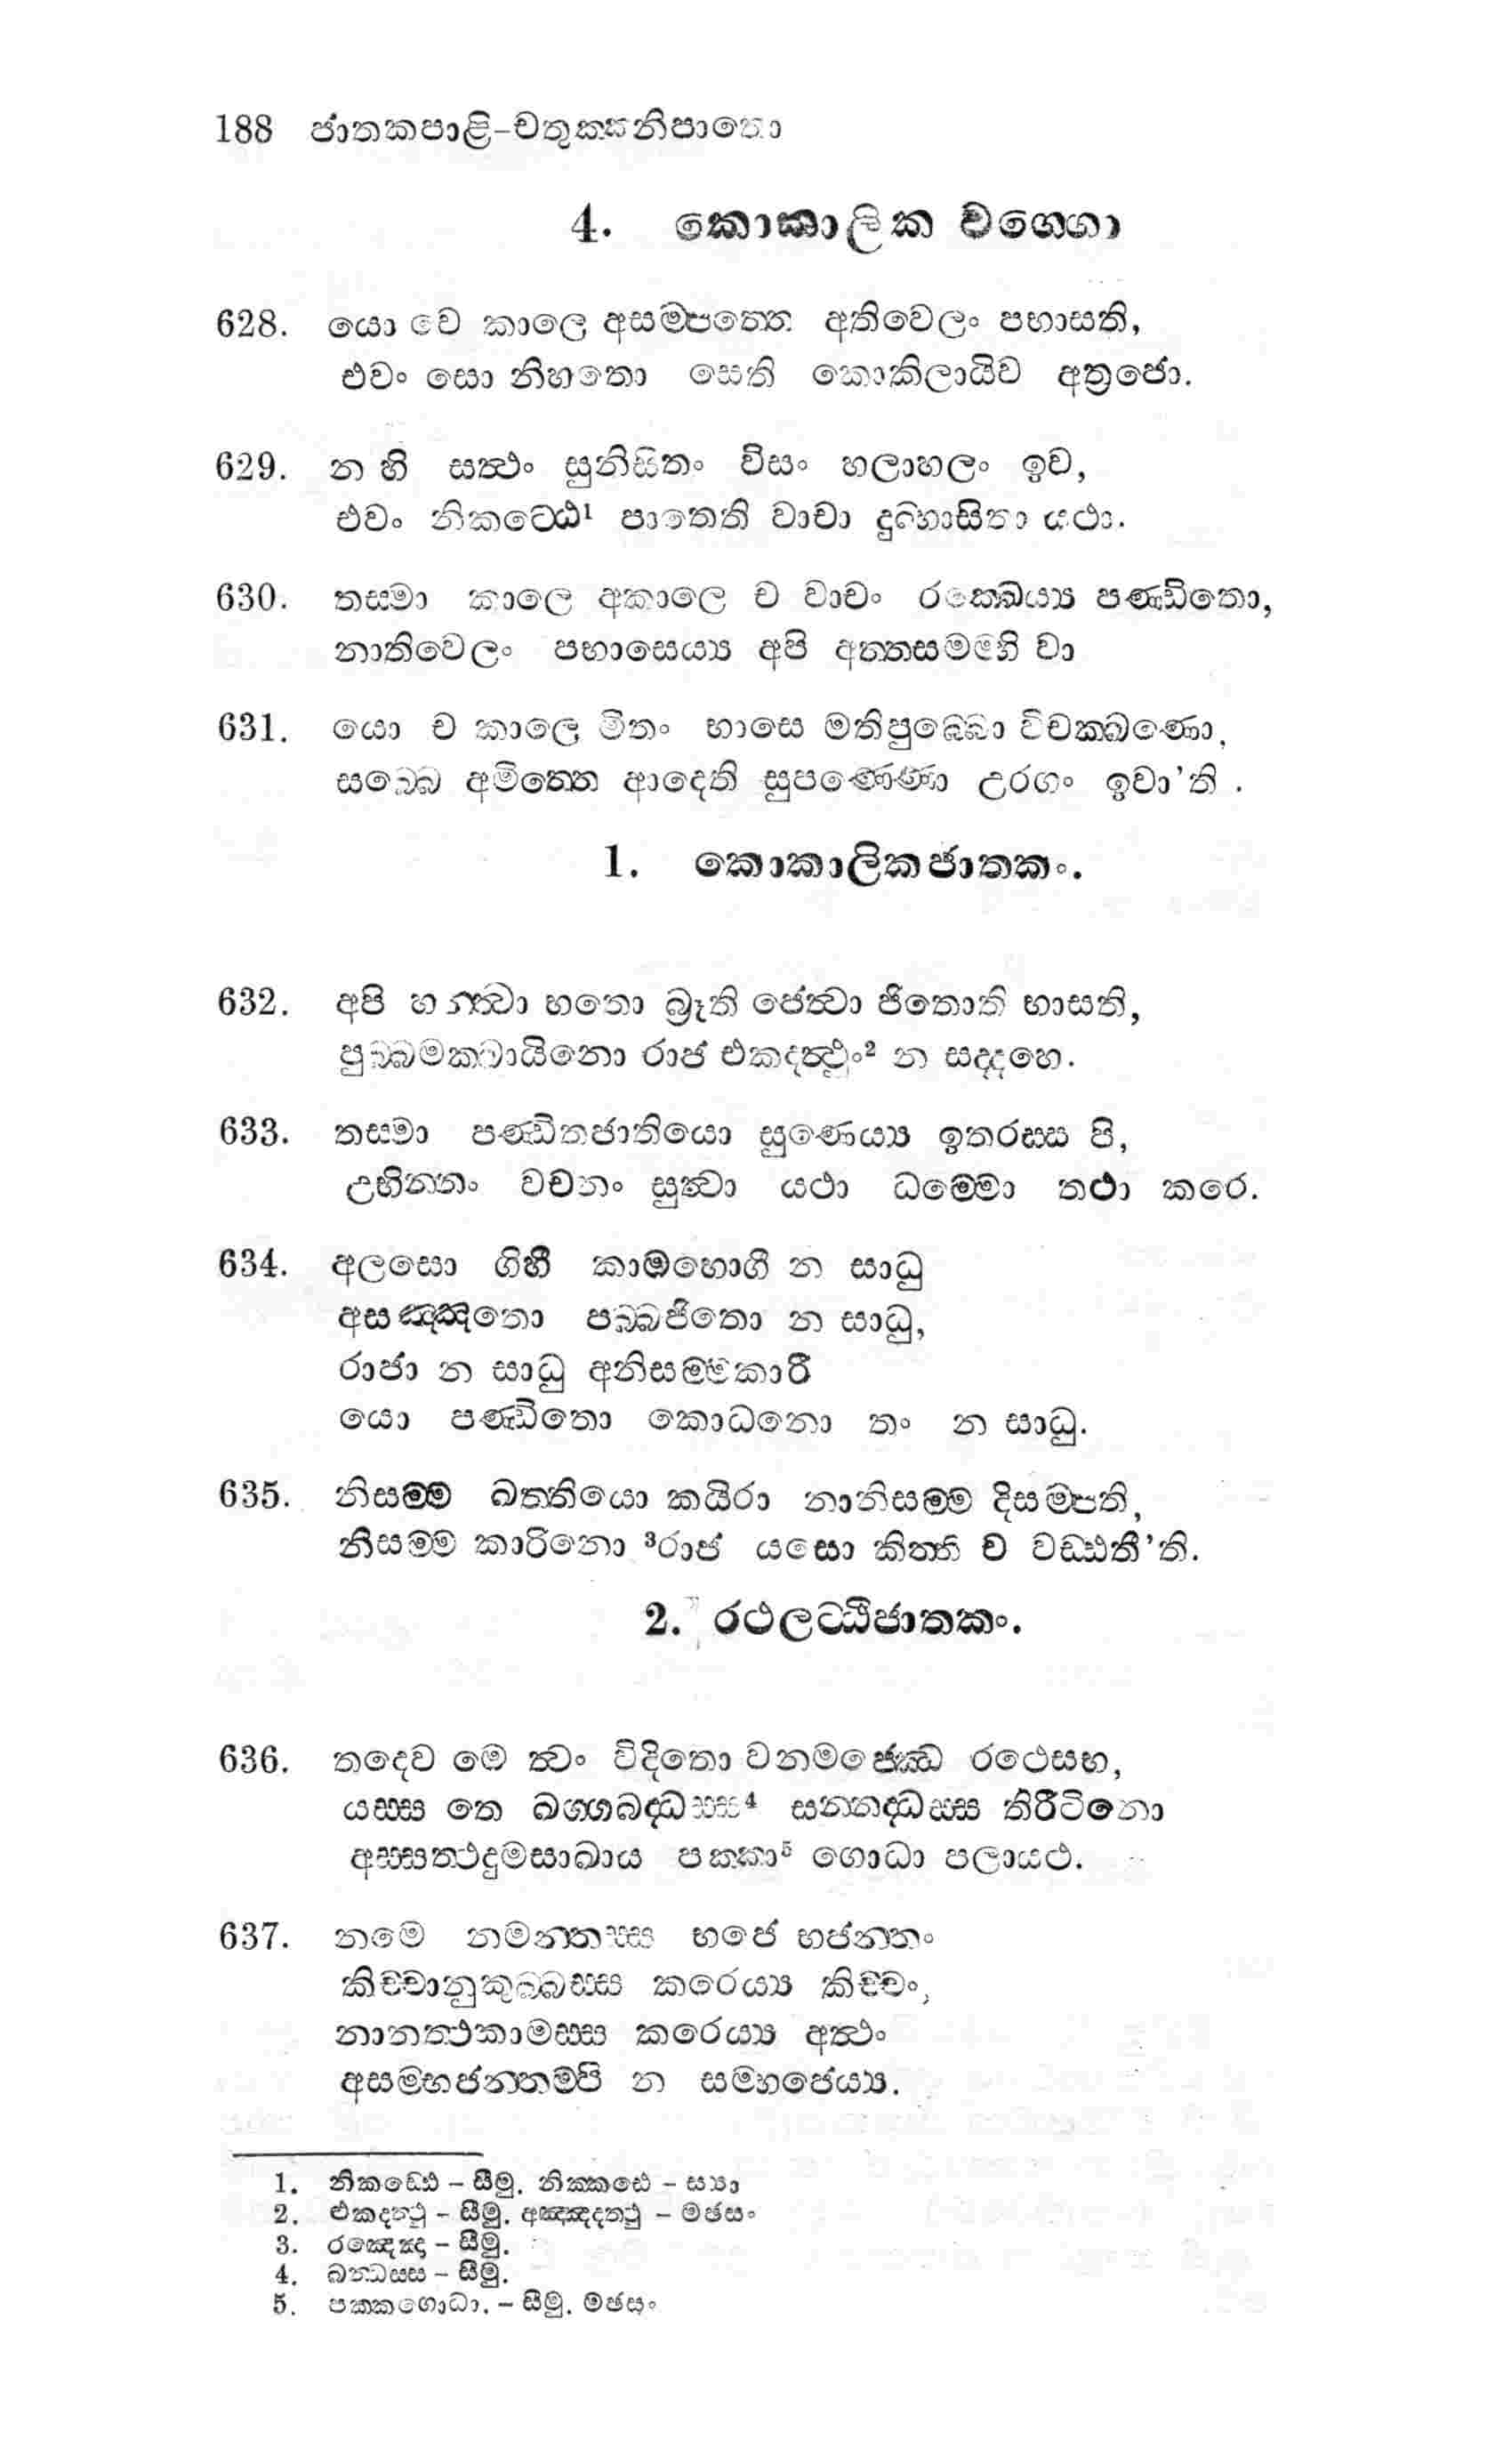 188 ජාතකපාළි-චතුක්කනිපාතො
4. කොකාලික වග්ගො
628. යො වෙ කාලෙ අසම්පත්තෙ අතිවෙලං පභාසති,
එවං සො නිහතො සෙති කොකිලායිව අත්‍රජො.
629. න හි සත්‍ථං සුනිසිතං විසං හලාහලං ඉව,
එවං නිකට්ඨෙ¹ පාතෙති වාචා දුබ්භාසිතා යථා.
630. තස්මා කාලෙ අකාලෙ ච වාචං රක්ඛෙය්‍ය පණ්ඩිතො,
නාතිවෙලං පභාසෙය්‍ය අපි අත්තසමම්හි වා
631. යො ච කාලෙ මිතං භාසෙ මතිපුබ්බො විචක්ඛණො,
සබ්බෙ අමිත්තෙ ආදෙති සුපණ්ණො උරගං ඉවා’ති .
1. කොකාලිකජාතකං.
632. අපි හ න්ත්‍වා හතො බ්‍රූති ජෙත්‍වා ජිතොති භාසති,
පුබ්බමක්ඛායිනො රාජ එකදත්‍ථුං² න සද්දහෙ.
633. තස්මා පණ්ඩිතජාතියො සුණෙය්‍ය ඉතරස්ස පි,
උභින්නං වචනං සුත්‍වා යථා ධම්මො තථා කරෙ.
634. අලසො ගිහී කාමභොගී න සාධු
අසඤ්ඤතො පබ්බජිතො න සාධු,
රාජා න සාධු අනිසම්මකාරී
යො පණ්ඩිතො කොධනො තං න සාධු.
635. නිසම්ම ඛත්තියො කයිරා නානිසම්ම දිසම්පති,
නිසම්ම කාරිනො ³රාජ යසො කිත්ති ච වඩ්ඪතී’ති.
2. රථලට්ඨිජාතකං.
636. තදෙව මෙ ත්‍වං විදිතො වනමජ්ඣෙ රථෙසභ,
යස්ස තෙ ඛග්ගබද්ධස්ස⁴ සන්නද්ධස්ස තිරීටිනො
අස්සත්‍ථදුමසාඛාය පක්කා⁵ ගොධා පලායථ.
637. නමෙ නමන්තස්ස භජෙ භජන්තං
කිච්චානුකුබ්බස්ස කරෙය්‍ය කිච්චං,
නානත්‍ථකාමස්ස කරෙය්‍ය අත්‍ථං
අසම්භජන්තම්පි න සම්භජෙය්‍ය.
1. නිකඩ්ඪෙ – සීමු. නික්කඪෙ – ස්‍යා
2. එකදත්‍ථු – සීමු. අඤ්ඤදත්‍ථු – මඡසං
3. රඤ්ඤො – සීමු.
4. ඛන්ධස්ස – සීමු.
5. පක්කගොධා. – සීමු. මඡසං